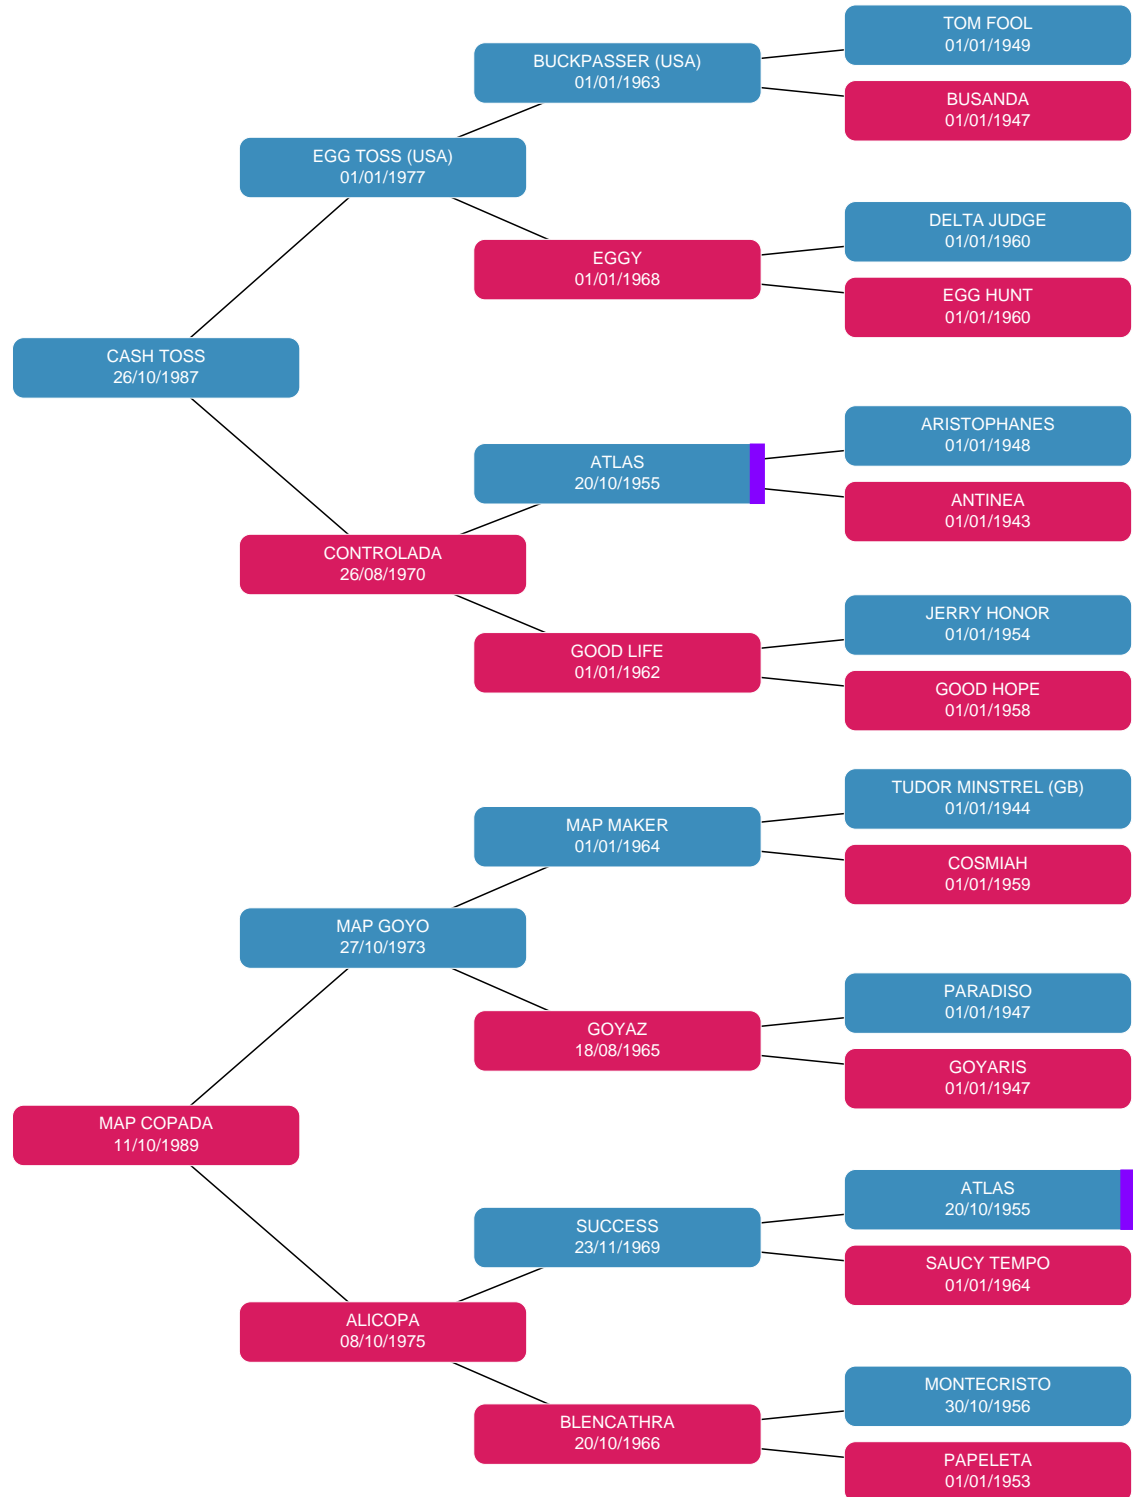 TOM FOOL
01/01/1949
BUCKPASSER (USA)
01/01/1963
BUSANDA
01/01/1947
EGG TOSS (USA)
01/01/1977
DELTA JUDGE
01/01/1960
EGGY
01/01/1968
EGG HUNT
01/01/1960
CASH TOSS
26/10/1987
ARISTOPHANES
01/01/1948
ATLAS
20/10/1955
ANTINEA
01/01/1943
CONTROLADA
26/08/1970
JERRY HONOR
01/01/1954
GOOD LIFE
01/01/1962
GOOD HOPE
01/01/1958
TUDOR MINSTREL (GB)
01/01/1944
MAP MAKER
01/01/1964
COSMIAH
01/01/1959
MAP GOYO
27/10/1973
PARADISO
01/01/1947
GOYAZ
18/08/1965
GOYARIS
01/01/1947
MAP COPADA
11/10/1989
ATLAS
20/10/1955
SUCCESS
23/11/1969
SAUCY TEMPO
01/01/1964
ALICOPA
08/10/1975
MONTECRISTO
30/10/1956
BLENCATHRA
20/10/1966
PAPELETA
01/01/1953